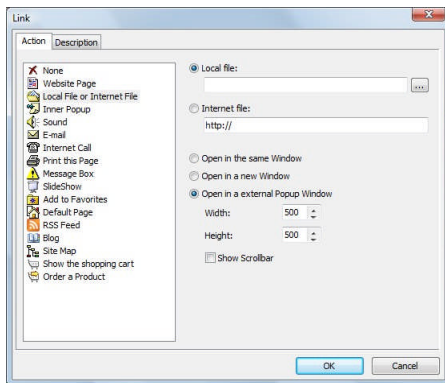 Link
Action Description
None
Website Page
Local File or Internet File
Inner Popup
Sound
E-mail
Internet Call
Print this Page
Message Box
SlideShow
Add to Favorites
Default Page
RSS Feed
Blog
Site Map
Show the shopping cart
Order a Product
Local file:
...
Internet file:
http://
Open in the same Window
Open in a new Window
Open in a external Popup Window
Width: 500
Height: 500
Show Scrollbar
OK Cancel